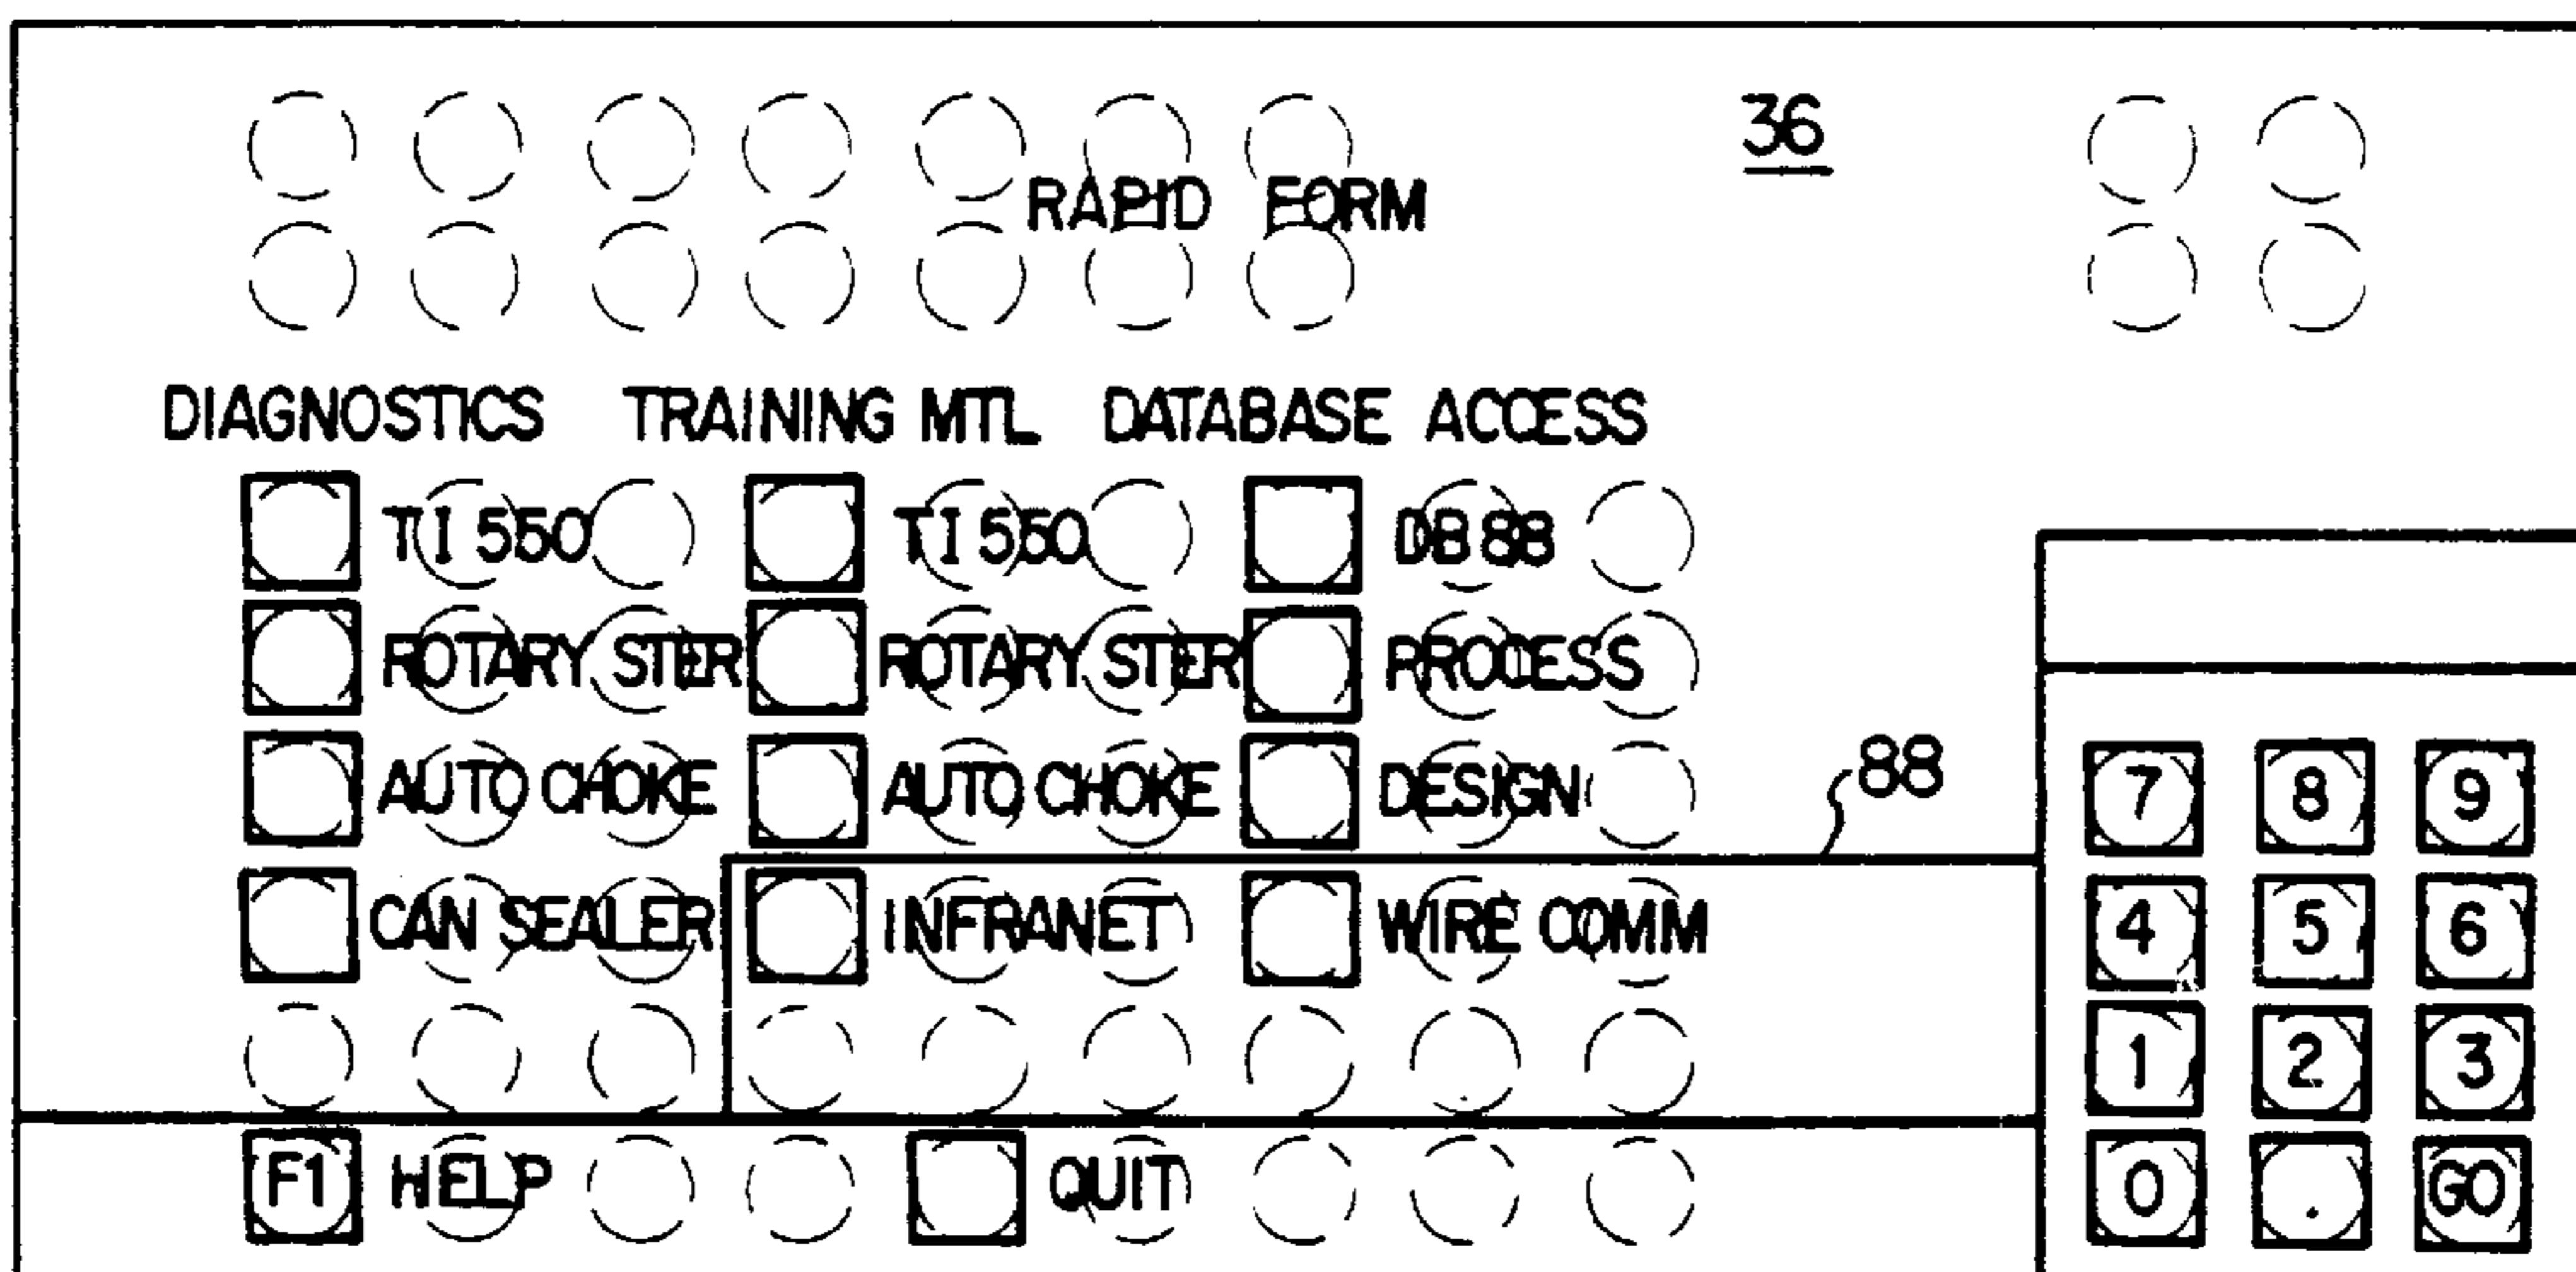 36
RAPID FORM
DIAGNOSTICS TRAINING MTL DATABASE ACCESS
TI 550 TI 550 DB 88
ROTARY STER ROTARY STER PROCESS
AUTO CHOKE AUTO CHOKE DESIGN 88 7 8 9
CAN SEALER INFRANET WIRE COMM 4 5 6
1 2 3
F1 HELP QUIT 0 . GO